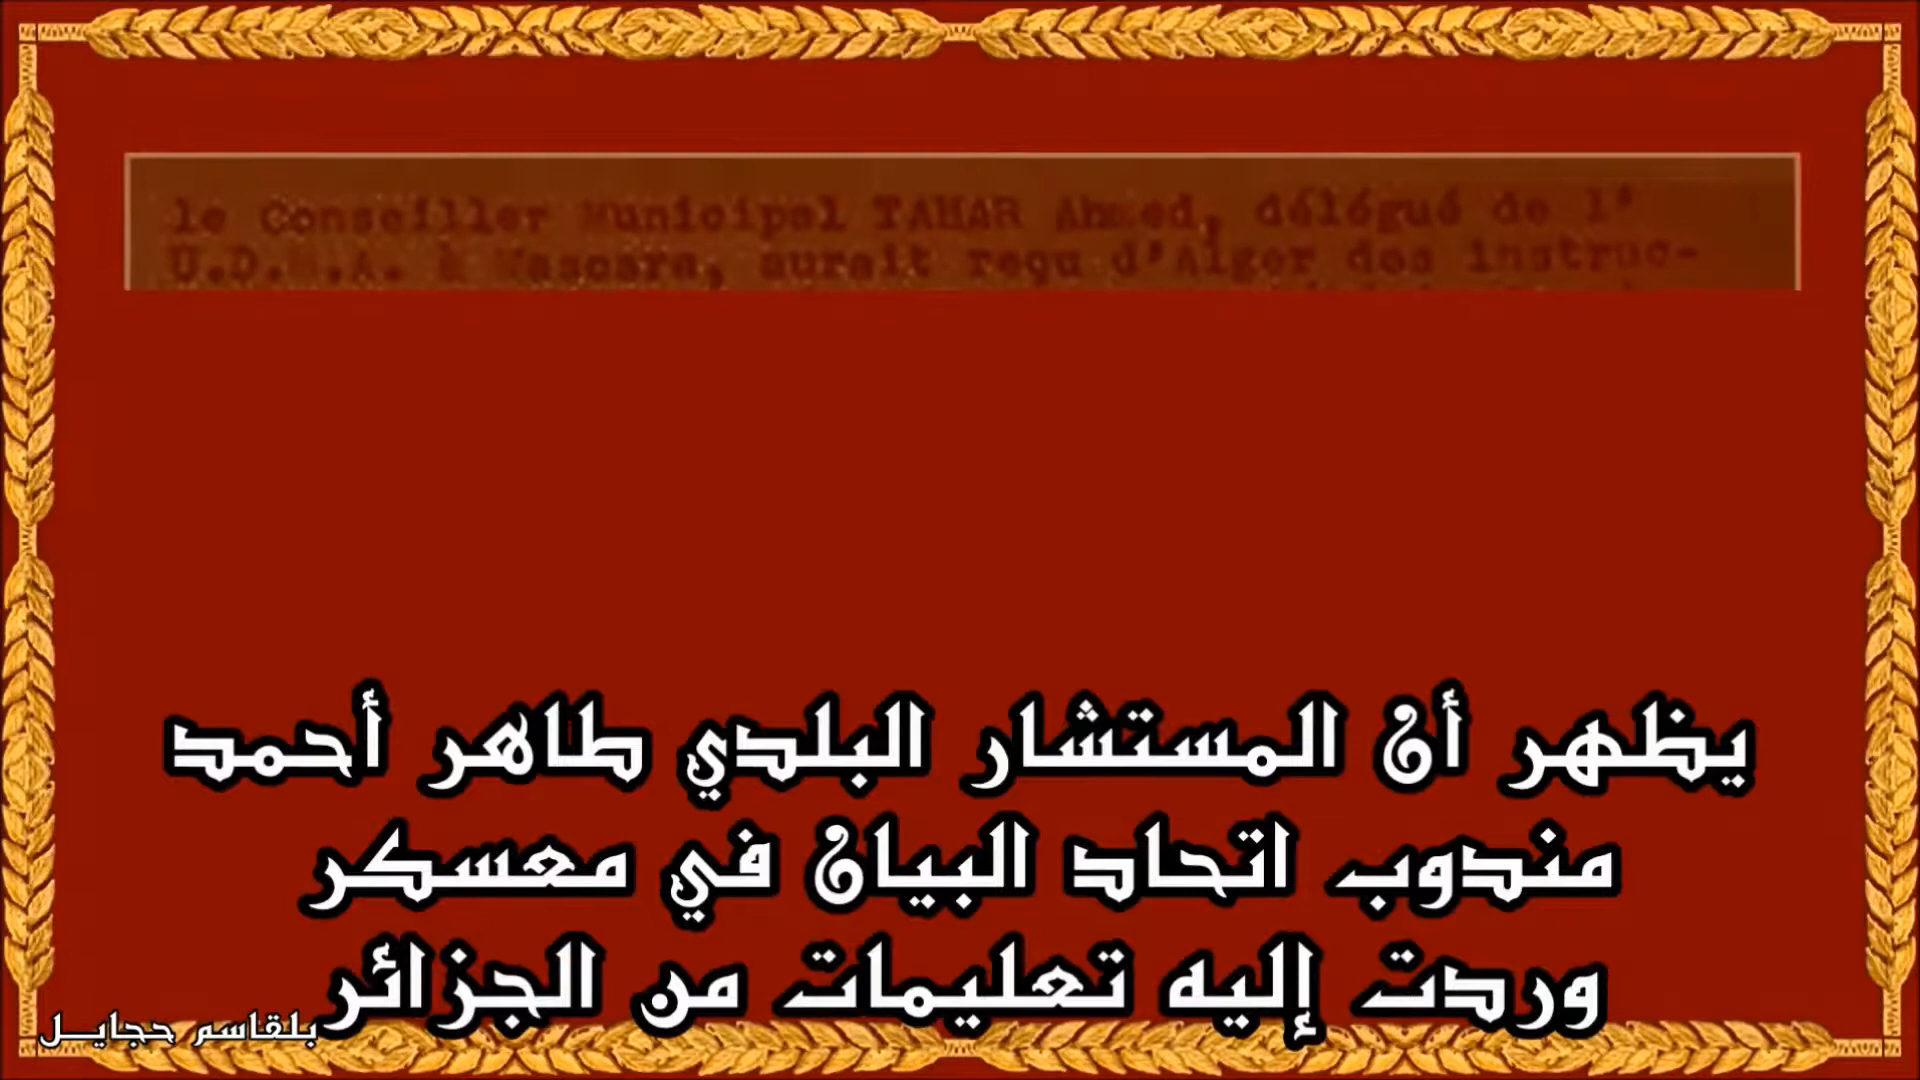 le Conseiller Municipal TAHAR Ahmed, délégué de l'
U.D.M.A. à Mascara, aurait reçu d'Alger des instruc-
يظهر أن المستشار البلدي طاهر أحمد
مندوب اتحاد البيان في معسكر
وردت إليه تعليمات من الجزائر
بلقاسم حجايل